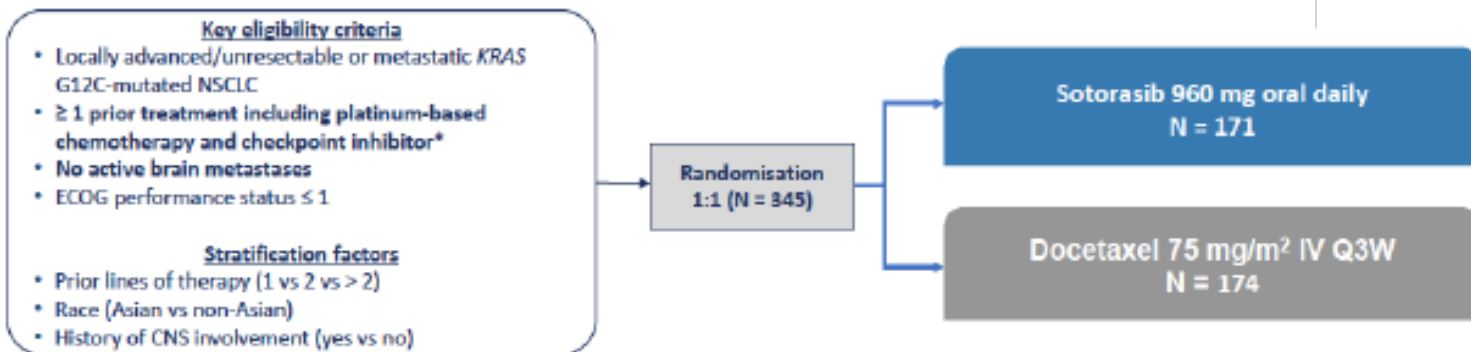 Key eligibility criteria
• Locally advanced/unresectable or metastatic KRAS
G12C-mutated NSCLC
• ≥ 1 prior treatment including platinum-based
chemotherapy and checkpoint inhibitor*
• No active brain metastases
• ECOG performance status ≤ 1
Stratification factors
• Prior lines of therapy (1 vs 2 vs > 2)
• Race (Asian vs non-Asian)
• History of CNS involvement (yes vs no)
Randomisation
1:1 (N = 345)
Sotorasib 960 mg oral daily
N = 171
Docetaxel 75 mg/m² IV Q3W
N = 174